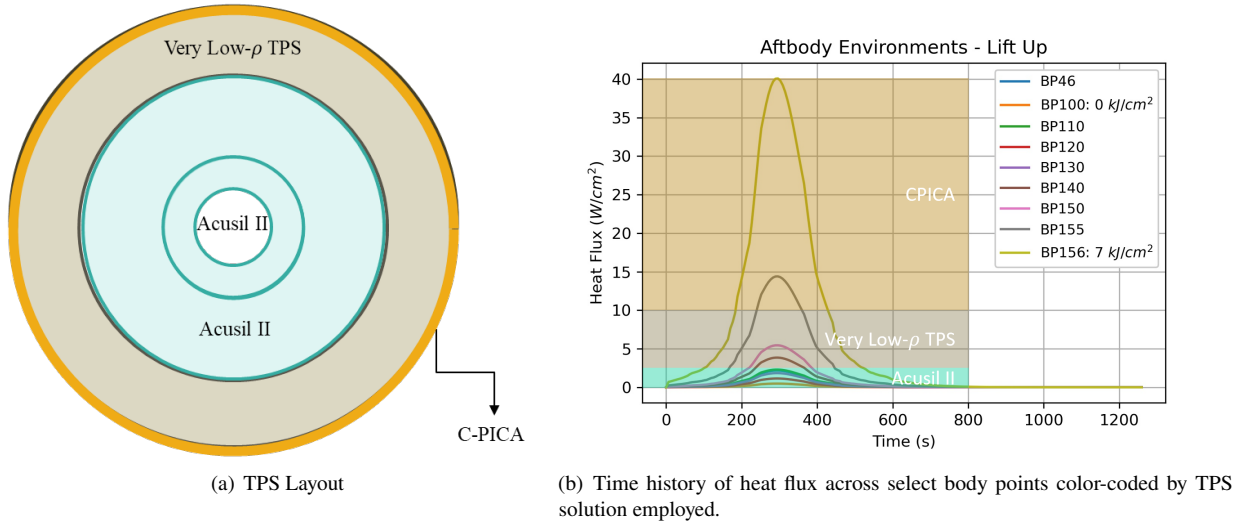 Very Low-ρ TPS
Acusil II
Acusil II
C-PICA
(a) TPS Layout
Aftbody Environments - Lift Up
Heat Flux (W/cm²)
40
35
30
25
20
15
10
5
0
CPICA
Very Low-ρ TPS
Acusil II
BP46
BP100: 0 kJ/cm²
BP110
BP120
BP130
BP140
BP150
BP155
BP156: 7 kJ/cm²
0 200 400 600 800 1000 1200
Time (s)
(b) Time history of heat flux across select body points color-coded by TPS
solution employed.